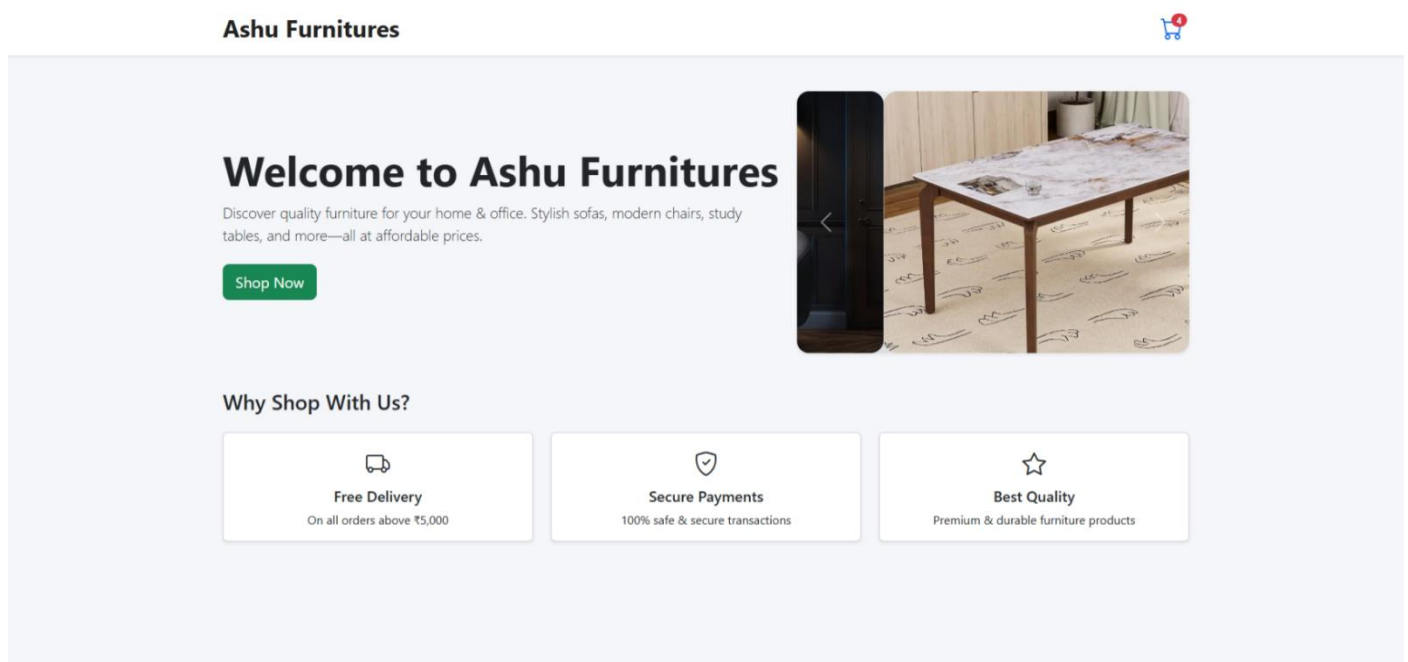 Ashu Furnitures
4
Welcome to Ashu Furnitures
Discover quality furniture for your home & office. Stylish sofas, modern chairs, study
tables, and more—all at affordable prices.
Shop Now
Why Shop With Us?
Free Delivery
On all orders above ₹5,000
Secure Payments
100% safe & secure transactions
Best Quality
Premium & durable furniture products